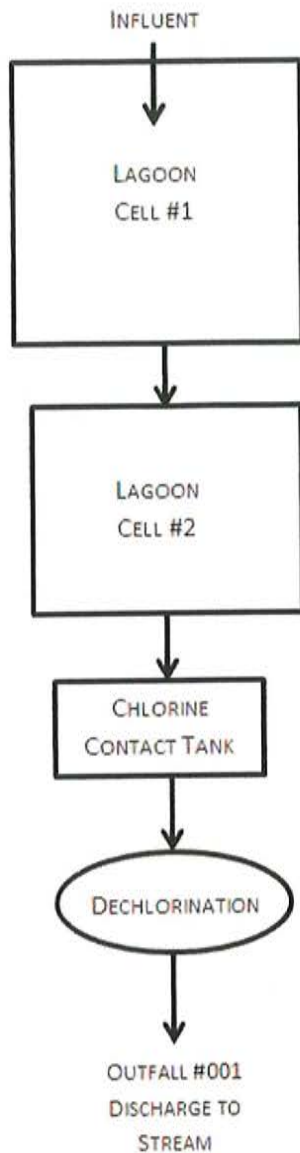 INFLUENT
LAGOON
CELL #1
LAGOON
CELL #2
CHLORINE
CONTACT TANK
DECHLORINATION
OUTFALL #001
DISCHARGE TO
STREAM